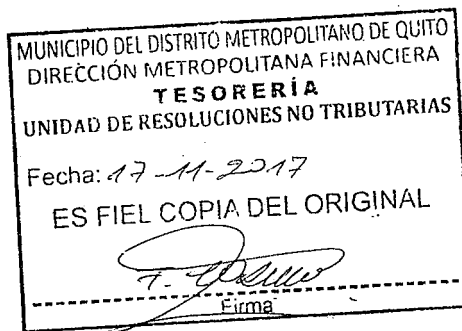 MUNICIPIO DEL DISTRITO METROPOLITANO DE QUITO
DIRECCIÓN METROPOLITANA FINANCIERA
TESORERÍA
UNIDAD DE RESOLUCIONES NO TRIBUTARIAS
Fecha: 17-11-2017
ES FIEL COPIA DEL ORIGINAL
Firma